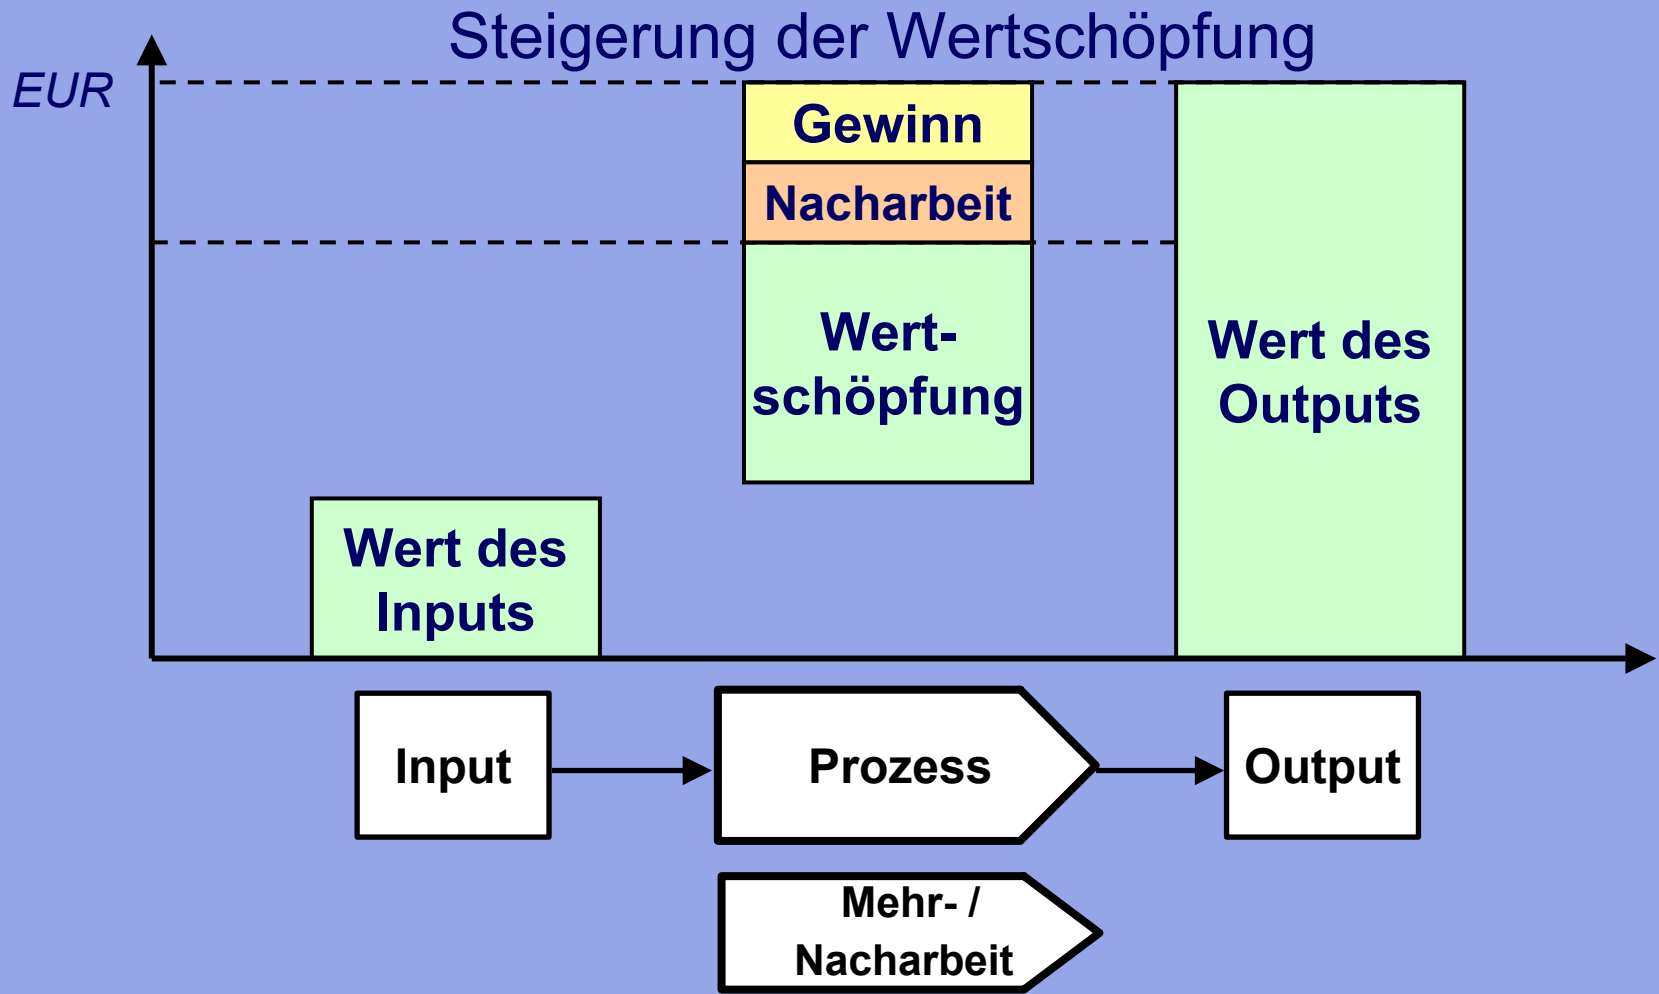 Steigerung der Wertschöpfung
EUR
Gewinn
Nacharbeit
Wert-
schöpfung
Wert des
Outputs
Wert des
Inputs
Input
Prozess
Output
Mehr- /
Nacharbeit